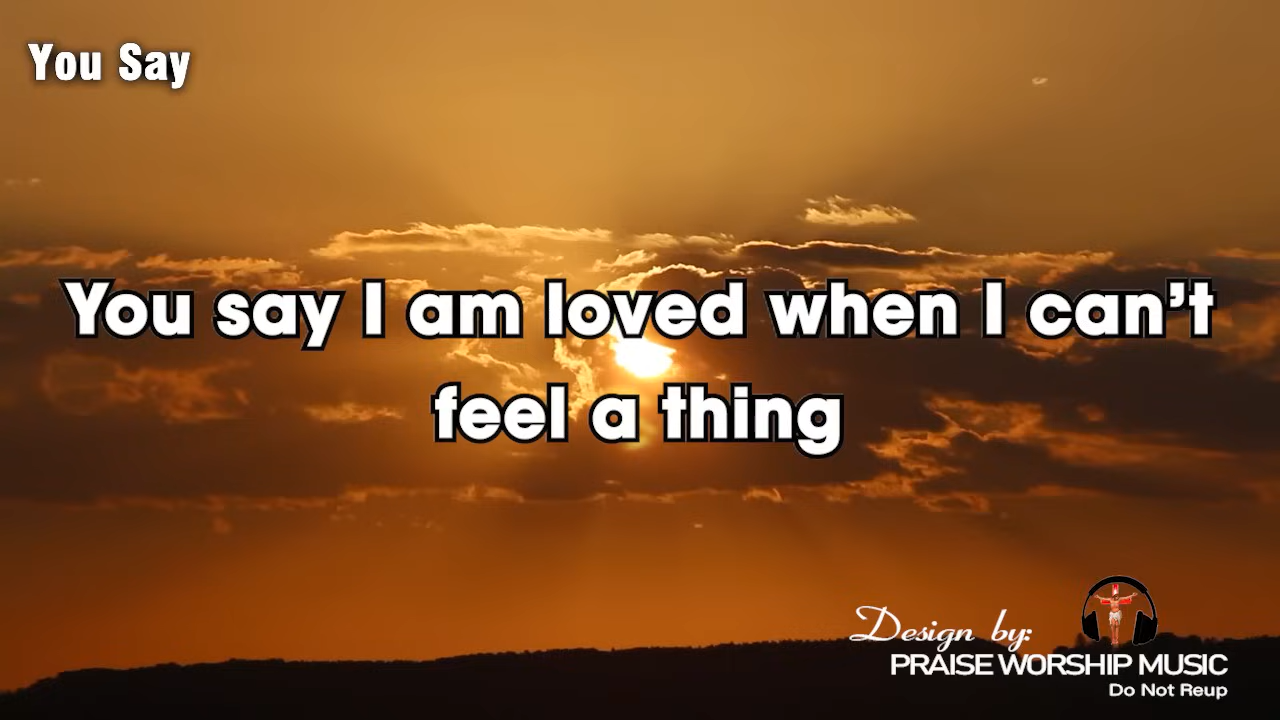 You Say
You say I am loved when I can't
feel a thing
Design by:
PRAISE WORSHIP MUSIC
Do Not Reup